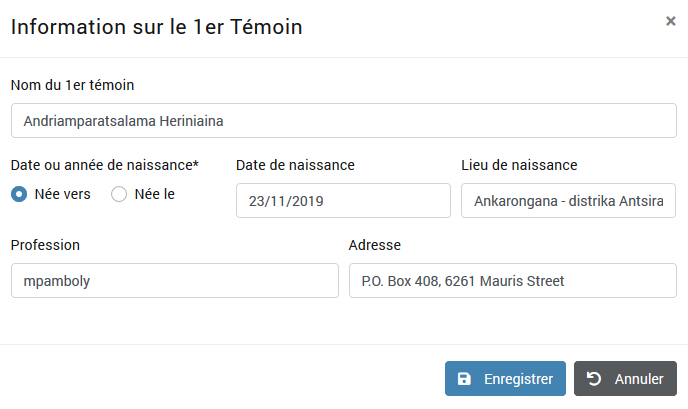 Information sur le 1er Témoin
×
Nom du 1er témoin
Andriamparatsalama Heriniaina
Date ou année de naissance* Date de naissance Lieu de naissance
Née vers Née le 23/11/2019 Ankarongana - distrika Antsira
Profession Adresse
mpamboly P.O. Box 408, 6261 Mauris Street
Enregistrer Annuler